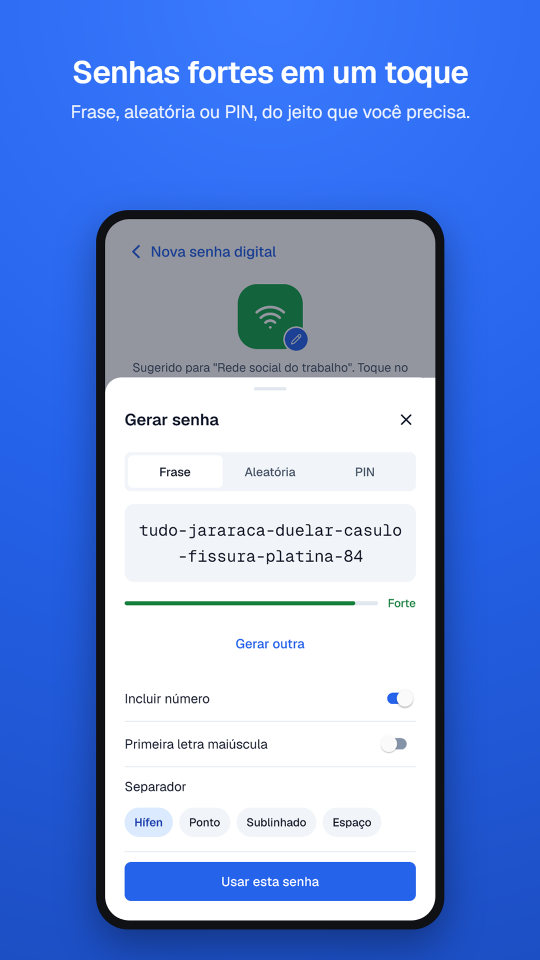 Senhas fortes em um toque
Frase, aleatória ou PIN, do jeito que você precisa.
Nova senha digital
Sugerido para "Rede social do trabalho". Toque no
Gerar senha
Frase
Aleatória
PIN
tudo-jararaca-duelar-casulo
-fissura-platina-84
Forte
Gerar outra
Incluir número
Primeira letra maiúscula
Separador
Hífen
Ponto
Sublinhado
Espaço
Usar esta senha